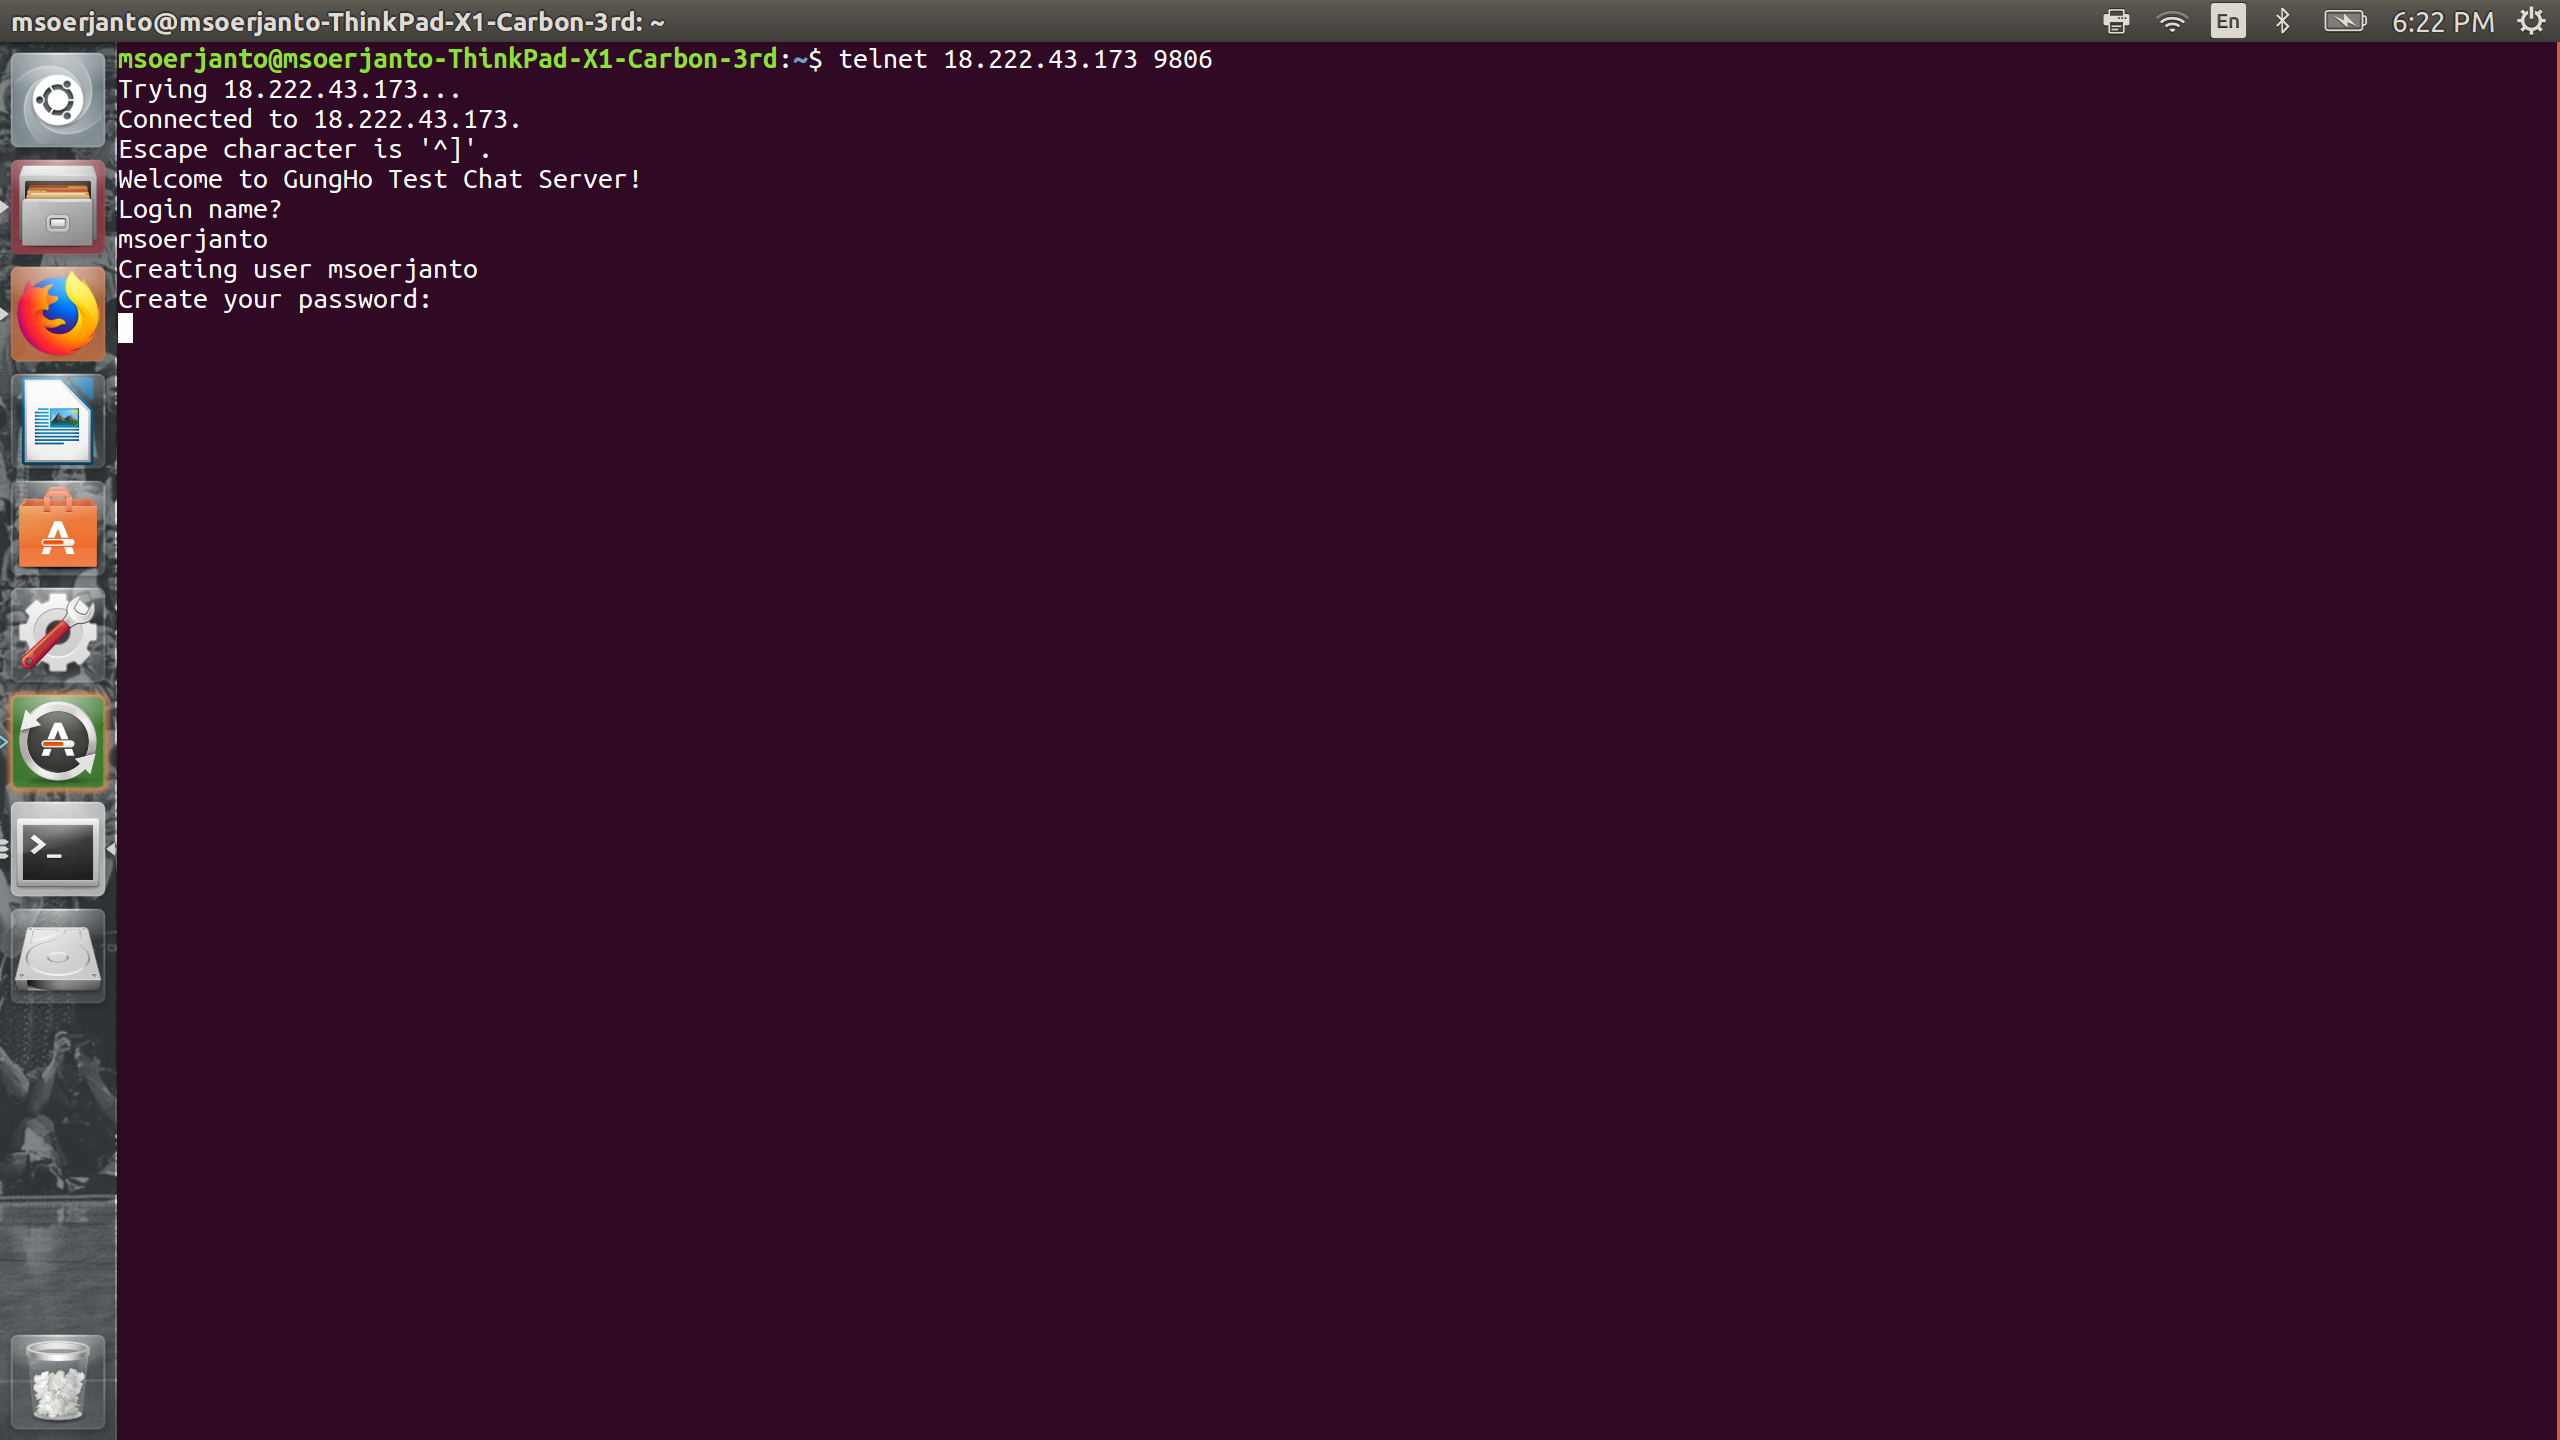 msoerjanto@msoerjanto-ThinkPad-X1-Carbon-3rd: ~
En
6:22 PM
msoerjanto@msoerjanto-ThinkPad-X1-Carbon-3rd:~$ telnet 18.222.43.173 9806
Trying 18.222.43.173...
Connected to 18.222.43.173.
Escape character is '^]'.
Welcome to GungHo Test Chat Server!
Login name?
msoerjanto
Creating user msoerjanto
Create your password: